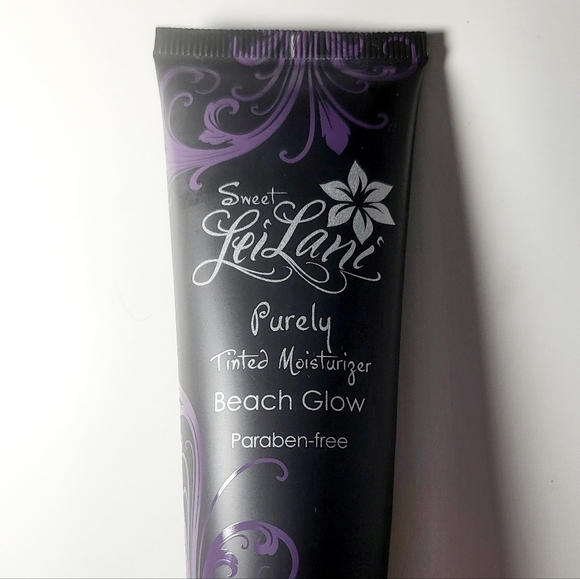 Sweet
LeiLani
Purely
Tinted Moisturizer
Beach Glow
Paraben-free